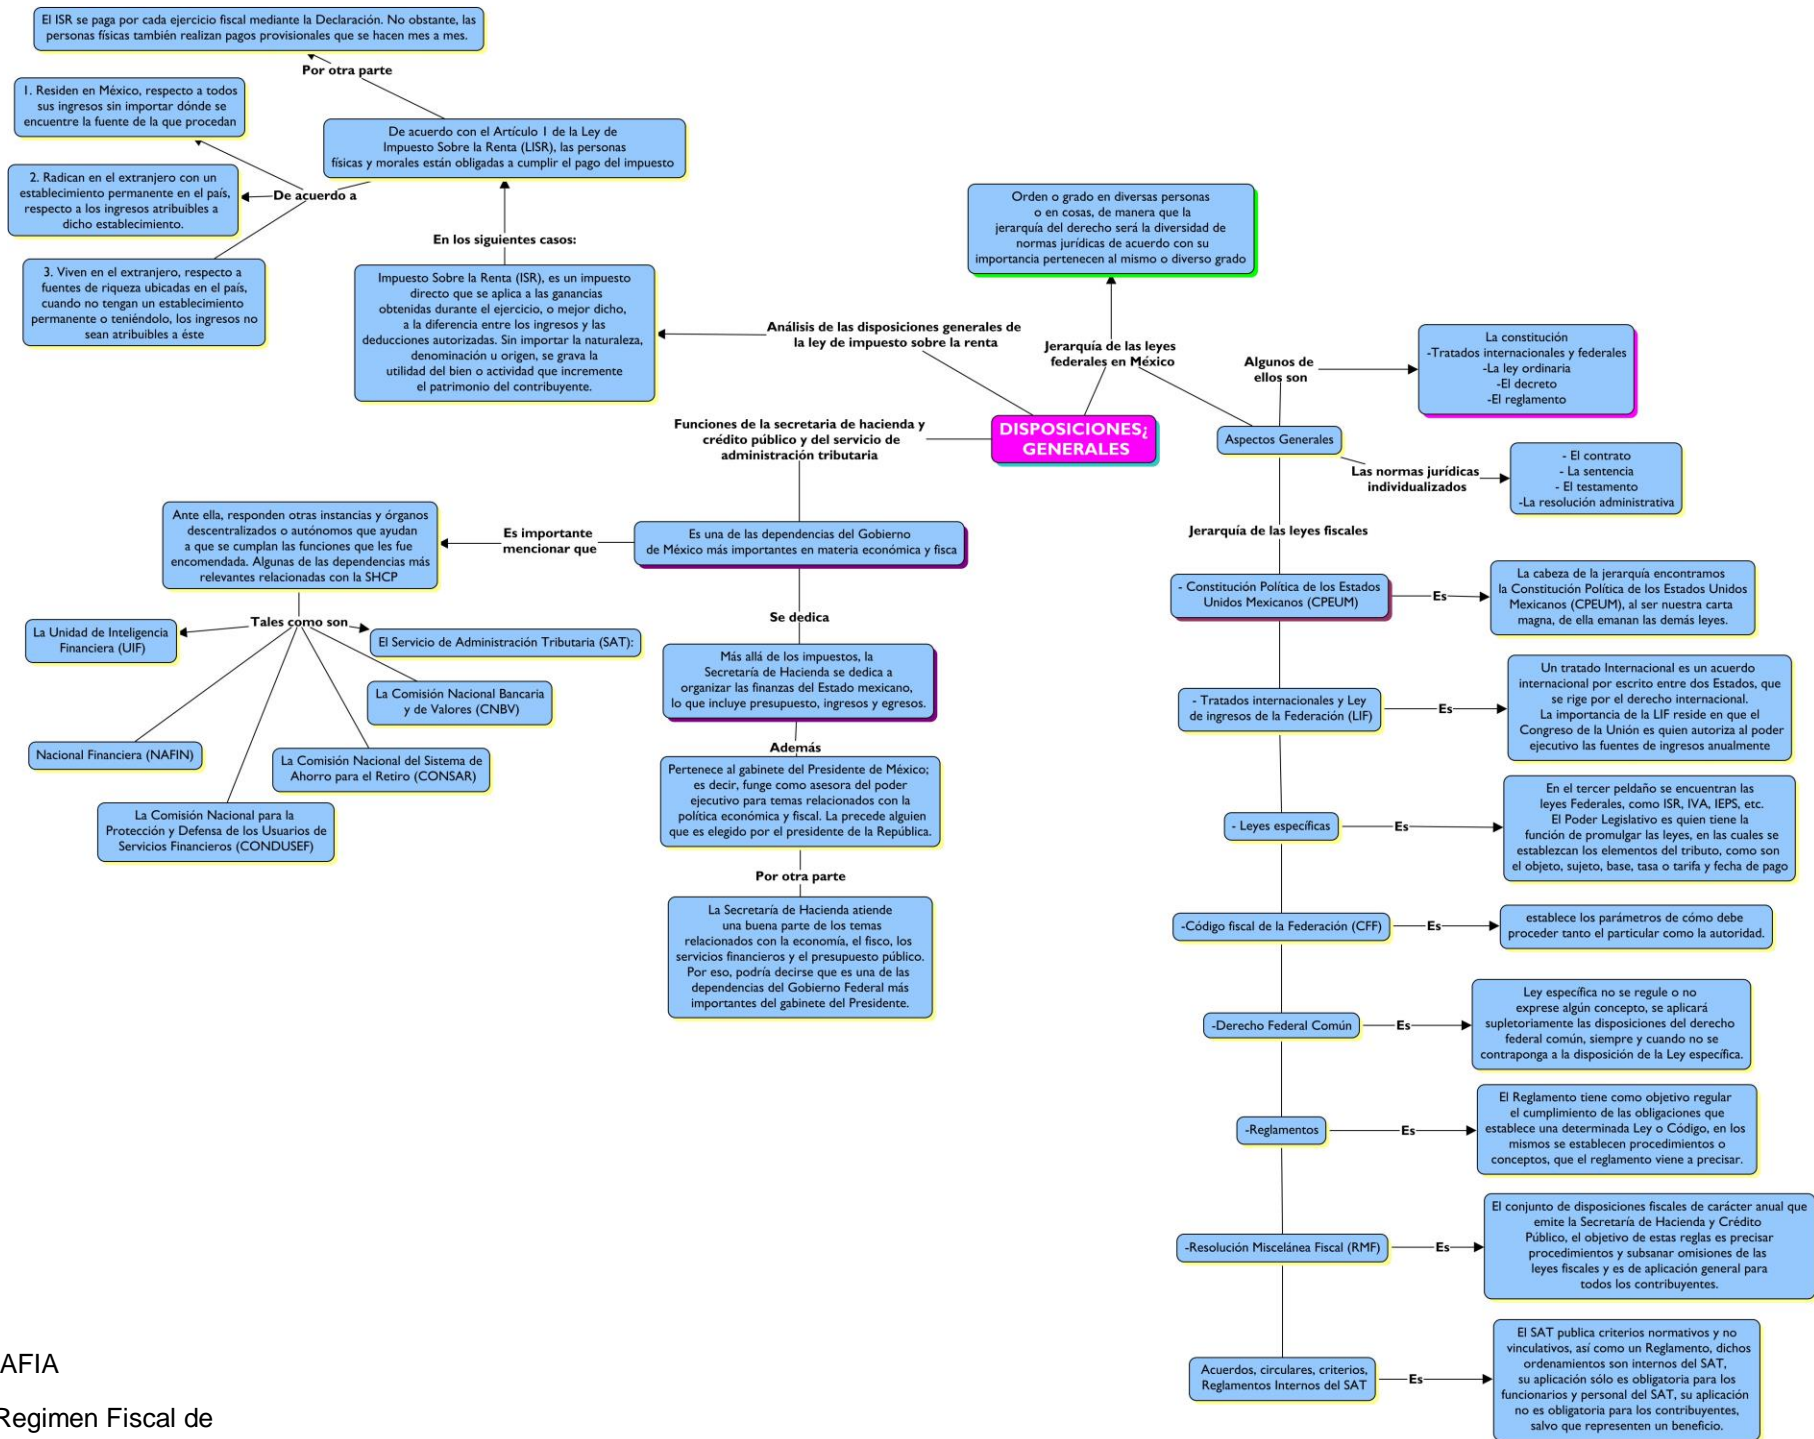 El ISR se paga por cada ejercicio fiscal mediante la Declaración. No obstante, las
personas físicas también realizan pagos provisionales que se hacen mes a mes.
Por otra parte
1. Residen en México, respecto a todos
sus ingresos sin importar dónde se
encuentre la fuente de la que procedan
De acuerdo con el Artículo 1 de la Ley de
Impuesto Sobre la Renta (LISR), las personas
físicas y morales están obligadas a cumplir el pago del impuesto
2. Radican en el extranjero con un
establecimiento permanente en el país,
respecto a los ingresos atribuibles a
dicho establecimiento.
De acuerdo a
3. Viven en el extranjero, respecto a
fuentes de riqueza ubicadas en el país,
cuando no tengan un establecimiento
permanente o teniéndolo, los ingresos no
sean atribuibles a éste
En los siguientes casos:
Impuesto Sobre la Renta (ISR), es un impuesto
directo que se aplica a las ganancias
obtenidas durante el ejercicio, o mejor dicho,
a la diferencia entre los ingresos y las
deducciones autorizadas. Sin importar la naturaleza,
denominación u origen, se grava la
utilidad del bien o actividad que incremente
el patrimonio del contribuyente.
Análisis de las disposiciones generales de
la ley de impuesto sobre la renta
Orden o grado en diversas personas
o en cosas, de manera que la
jerarquía del derecho será la diversidad de
normas jurídicas de acuerdo con su
importancia pertenecen al mismo o diverso grado
Jerarquía de las leyes
federales en México
DISPOSICIONES¿
GENERALES
Algunos de
ellos son
La constitución
-Tratados internacionales y federales
-La ley ordinaria
-El decreto
-El reglamento
Aspectos Generales
Las normas jurídicas
individualizados
- El contrato
- La sentencia
- El testamento
-La resolución administrativa
Funciones de la secretaria de hacienda y
crédito público y del servicio de
administración tributaria
Es una de las dependencias del Gobierno
de México más importantes en materia económica y fisca
Es importante
mencionar que
Ante ella, responden otras instancias y órganos
descentralizados o autónomos que ayudan
a que se cumplan las funciones que les fue
encomendada. Algunas de las dependencias más
relevantes relacionadas con la SHCP
Tales como son
La Unidad de Inteligencia
Financiera (UIF)
El Servicio de Administración Tributaria (SAT):
La Comisión Nacional Bancaria
y de Valores (CNBV)
Nacional Financiera (NAFIN)
La Comisión Nacional del Sistema de
Ahorro para el Retiro (CONSAR)
La Comisión Nacional para la
Protección y Defensa de los Usuarios de
Servicios Financieros (CONDUSEF)
Se dedica
Más allá de los impuestos, la
Secretaría de Hacienda se dedica a
organizar las finanzas del Estado mexicano,
lo que incluye presupuesto, ingresos y egresos.
Además
Pertenece al gabinete del Presidente de México;
es decir, funge como asesora del poder
ejecutivo para temas relacionados con la
política económica y fiscal. La precede alguien
que es elegido por el presidente de la República.
Por otra parte
La Secretaría de Hacienda atiende
una buena parte de los temas
relacionados con la economía, el fisco, los
servicios financieros y el presupuesto público.
Por eso, podría decirse que es una de las
dependencias del Gobierno Federal más
importantes del gabinete del Presidente.
Jerarquía de las leyes fiscales
- Constitución Política de los Estados
Unidos Mexicanos (CPEUM)
Es
La cabeza de la jerarquía encontramos
la Constitución Política de los Estados Unidos
Mexicanos (CPEUM), al ser nuestra carta
magna, de ella emanan las demás leyes.
- Tratados internacionales y Ley
de ingresos de la Federación (LIF)
Es
Un tratado Internacional es un acuerdo
internacional por escrito entre dos Estados, que
se rige por el derecho internacional.
La importancia de la LIF reside en que el
Congreso de la Unión es quien autoriza al poder
ejecutivo las fuentes de ingresos anualmente
- Leyes específicas
Es
En el tercer peldaño se encuentran las
leyes Federales, como ISR, IVA, IEPS, etc.
El Poder Legislativo es quien tiene la
función de promulgar las leyes, en las cuales se
establezcan los elementos del tributo, como son
el objeto, sujeto, base, tasa o tarifa y fecha de pago
-Código fiscal de la Federación (CFF)
Es
establece los parámetros de cómo debe
proceder tanto el particular como la autoridad.
-Derecho Federal Común
Es
Ley específica no se regule o no
exprese algún concepto, se aplicará
supletoriamente las disposiciones del derecho
federal común, siempre y cuando no se
contraponga a la disposición de la Ley específica.
-Reglamentos
Es
El Reglamento tiene como objetivo regular
el cumplimiento de las obligaciones que
establece una determinada Ley o Código, en los
mismos se establecen procedimientos o
conceptos, que el reglamento viene a precisar.
-Resolución Miscelánea Fiscal (RMF)
Es
El conjunto de disposiciones fiscales de carácter anual que
emite la Secretaría de Hacienda y Crédito
Público, el objetivo de estas reglas es precisar
procedimientos y subsanar omisiones de las
leyes fiscales y es de aplicación general para
todos los contribuyentes.
Acuerdos, circulares, criterios,
Reglamentos Internos del SAT
Es
El SAT publica criterios normativos y no
vinculativos, así como un Reglamento, dichos
ordenamientos son internos del SAT,
su aplicación sólo es obligatoria para los
funcionarios y personal del SAT, su aplicación
no es obligatoria para los contribuyentes,
salvo que representen un beneficio.
AFIA
Regimen Fiscal de